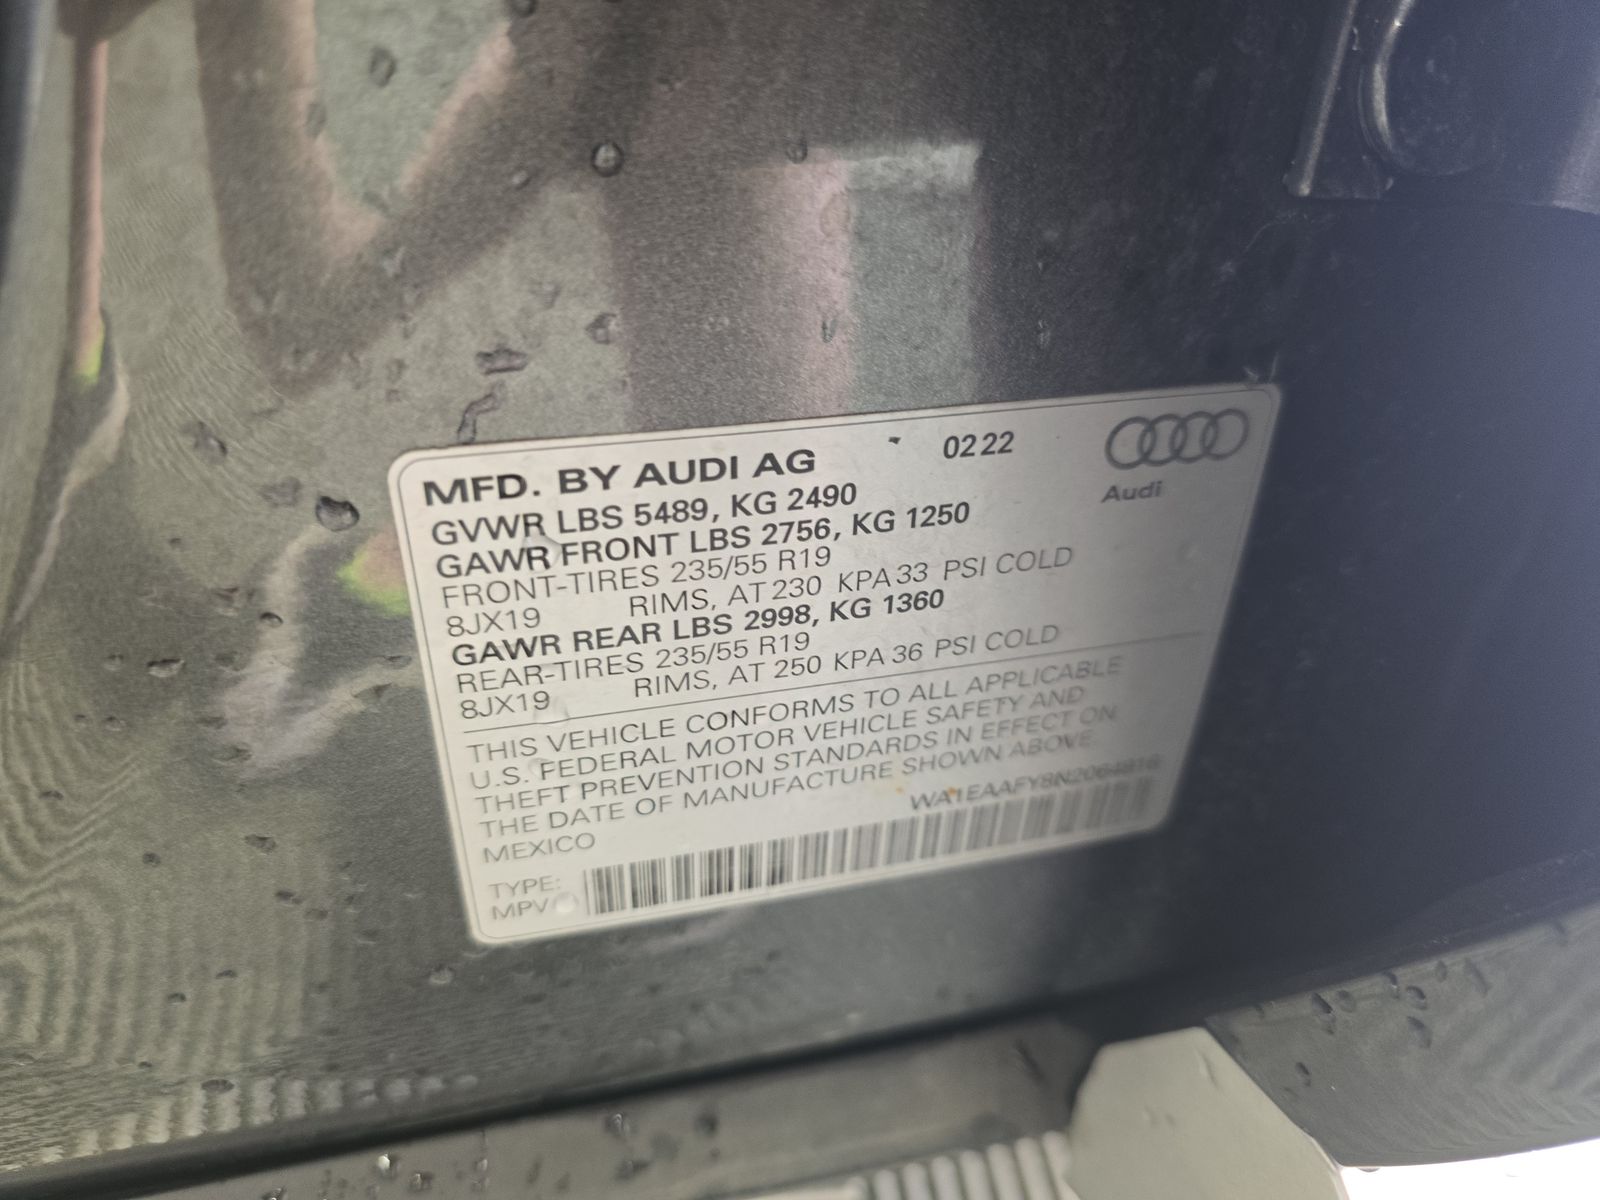 MFD. BY AUDI AG 02 22
Audi
GVWR LBS 5489, KG 2490
GAWR FRONT LBS 2756, KG 1250
FRONT-TIRES 235/55 R19
8JX19 RIMS, AT 230 KPA 33 PSI COLD
GAWR REAR LBS 2998, KG 1360
REAR-TIRES 235/55 R19
8JX19 RIMS, AT 250 KPA 36 PSI COLD
THIS VEHICLE CONFORMS TO ALL APPLICABLE
U.S. FEDERAL MOTOR VEHICLE SAFETY AND
THEFT PREVENTION STANDARDS IN EFFECT ON
THE DATE OF MANUFACTURE SHOWN ABOVE.
MEXICO
TYPE:
MPV